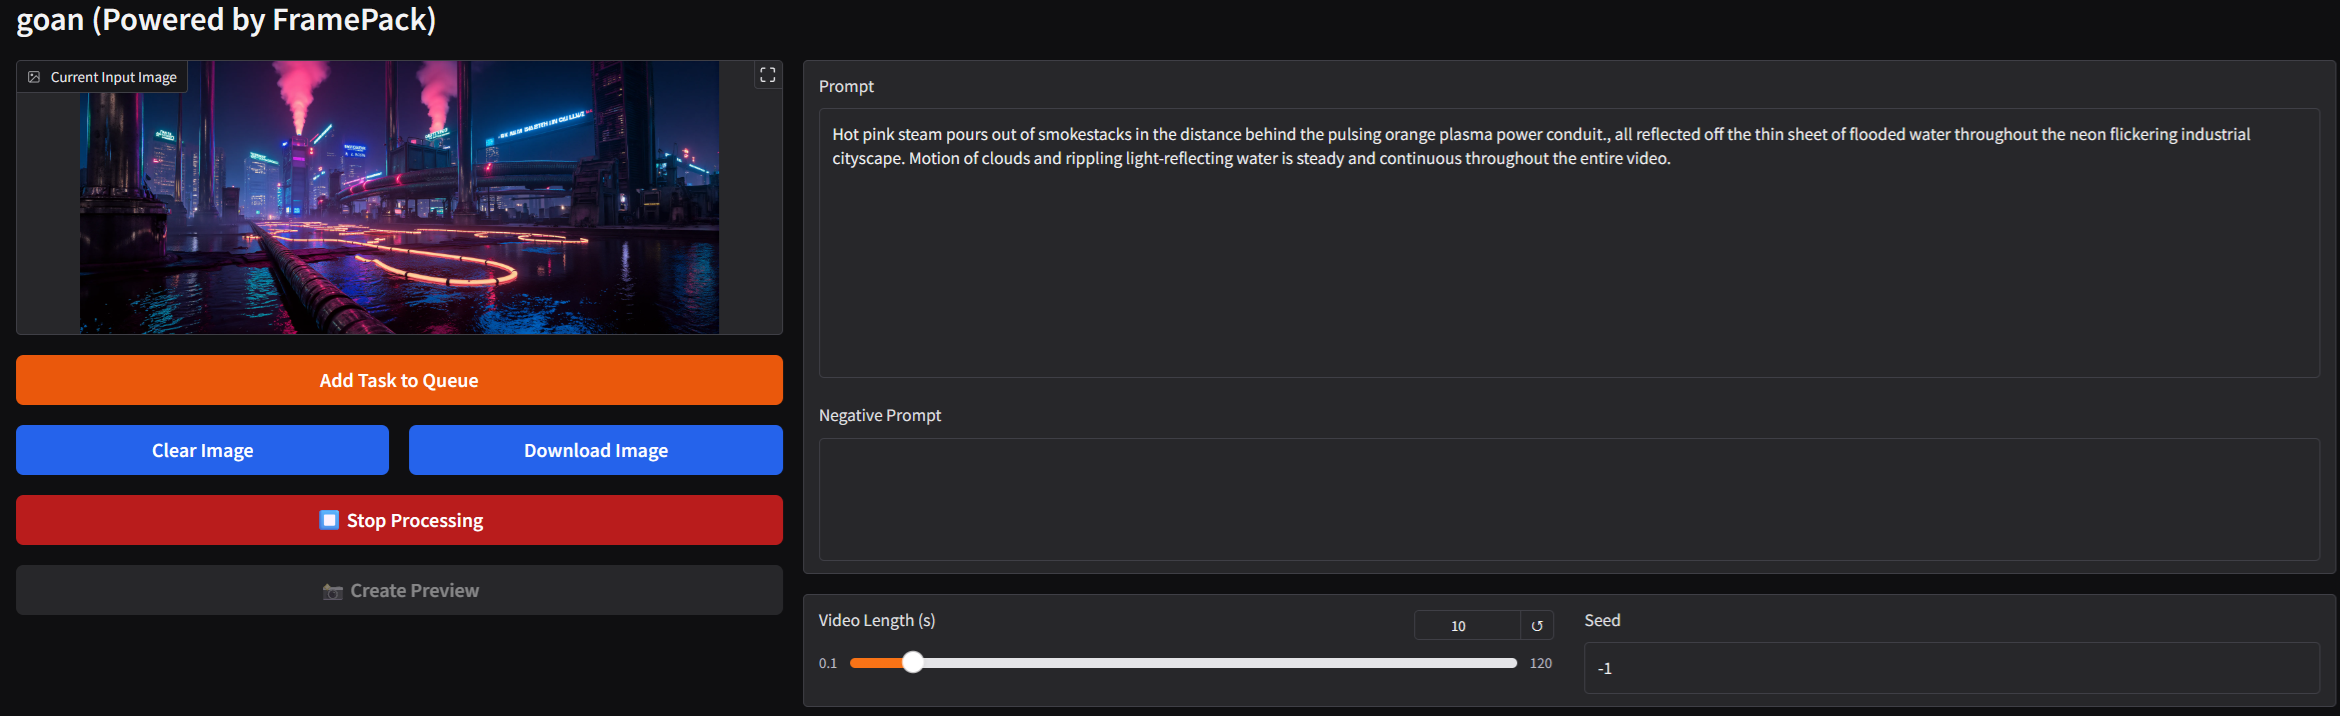 goan (Powered by FramePack)
Current Input Image
Add Task to Queue
Clear Image
Download Image
Stop Processing
Create Preview
Prompt
Hot pink steam pours out of smokestacks in the distance behind the pulsing orange plasma power conduit., all reflected off the thin sheet of flooded water throughout the neon flickering industrial
cityscape. Motion of clouds and rippling light-reflecting water is steady and continuous throughout the entire video.
Negative Prompt
Video Length (s)
10
↺
0.1
120
Seed
-1